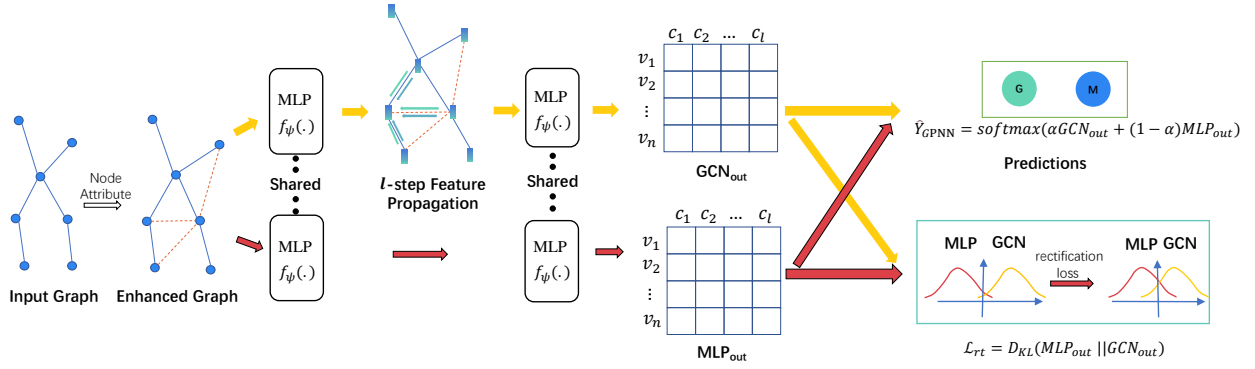 Input Graph
Node
Attribute
Enhanced Graph
MLP
f_ψ(.)
Shared
MLP
f_ψ(.)
l-step Feature
Propagation
MLP
f_ψ(.)
Shared
MLP
f_ψ(.)
c_1 c_2 ... c_l
v_1
v_2
⋮
v_n
GCN_out
c_1 c_2 ... c_l
v_1
v_2
⋮
v_n
MLP_out
G M
Ŷ_GPNN = softmax(αGCN_out + (1 − α)MLP_out)
Predictions
MLP GCN
rectification
loss
MLP GCN
ℒ_rt = D_KL(MLP_out ||GCN_out)